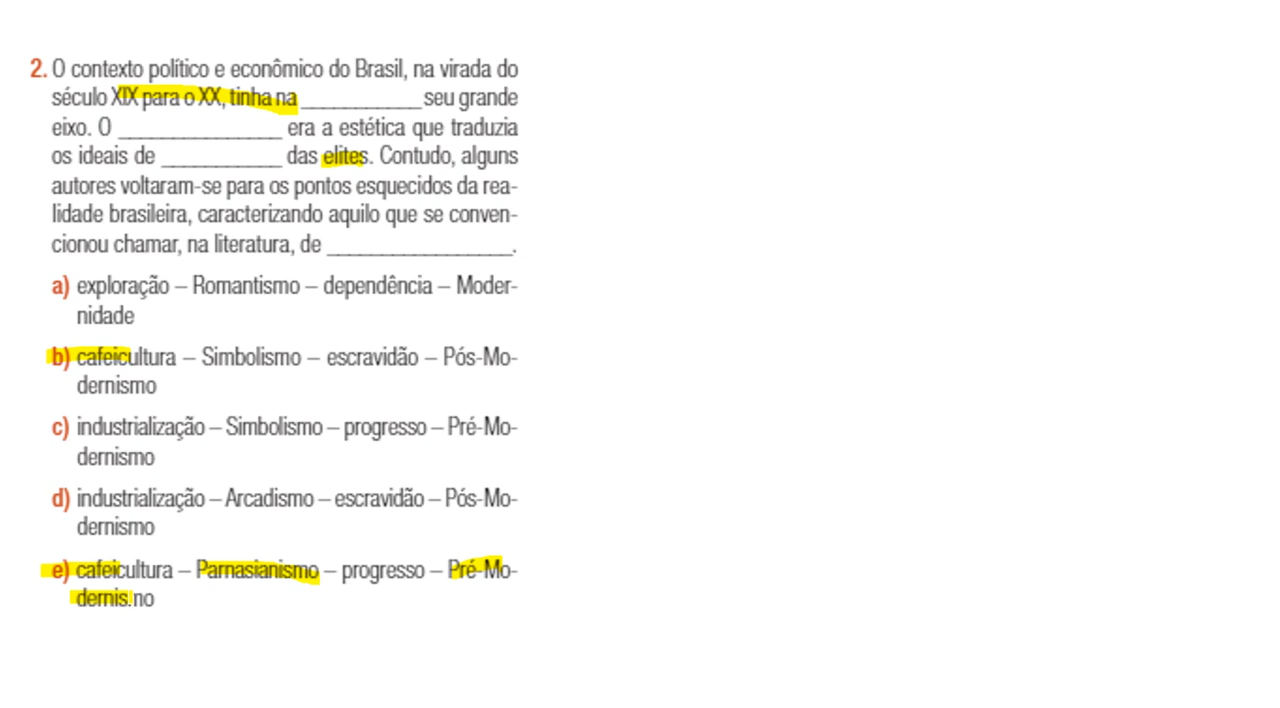 2. O contexto político e econômico do Brasil, na virada do
século XIX para o XX, tinha na ___________ seu grande
eixo. O _______________ era a estética que traduzia
os ideais de ___________ das elites. Contudo, alguns
autores voltaram-se para os pontos esquecidos da rea-
lidade brasileira, caracterizando aquilo que se conven-
cionou chamar, na literatura, de _________________.
a) exploração – Romantismo – dependência – Moder-
nidade
b) cafeicultura – Simbolismo – escravidão – Pós-Mo-
dernismo
c) industrialização – Simbolismo – progresso – Pré-Mo-
dernismo
d) industrialização – Arcadismo – escravidão – Pós-Mo-
dernismo
e) cafeicultura – Parnasianismo – progresso – Pré-Mo-
dernismo